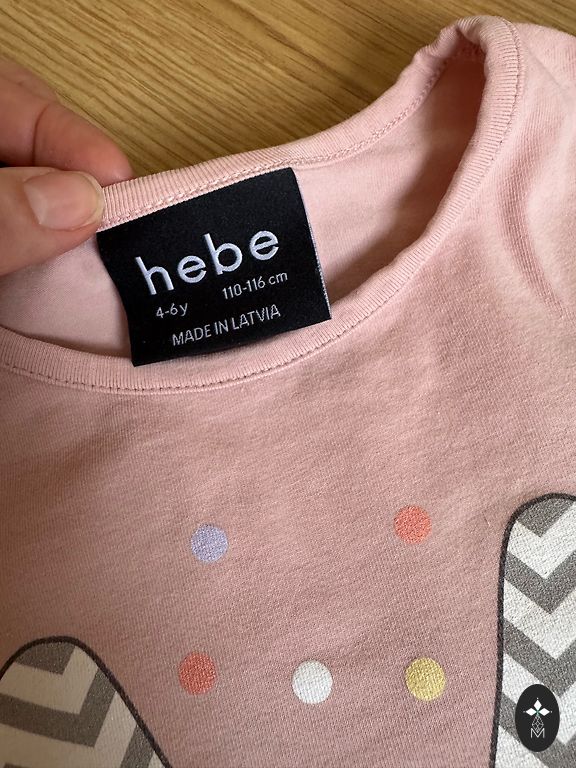 hebe
4-6y 110-116 cm
MADE IN LATVIA
M